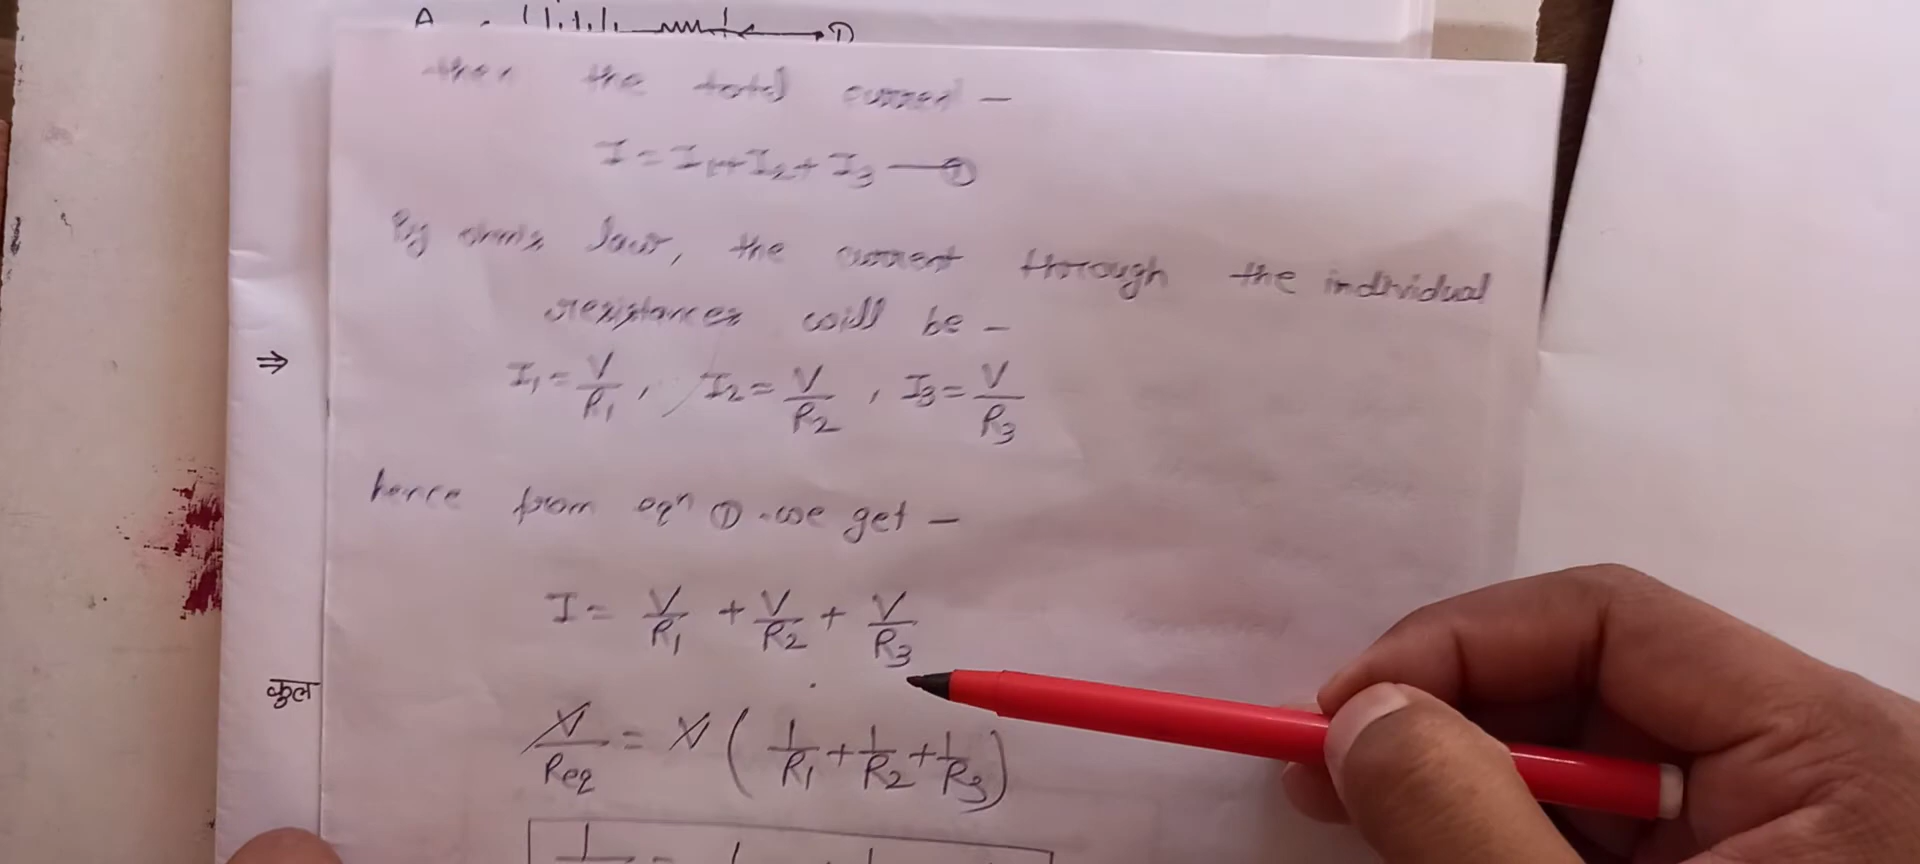 A
then the total current –
I = I₁ + I₂ + I₃ — ①
By ohm's law, the current through the individual
resistances will be –
⇒
I₁ = V/R₁, I₂ = V/R₂, I₃ = V/R₃
hence from eqⁿ ① we get –
I = V/R₁ + V/R₂ + V/R₃
कुल
V/Req = V (1/R₁ + 1/R₂ + 1/R₃)